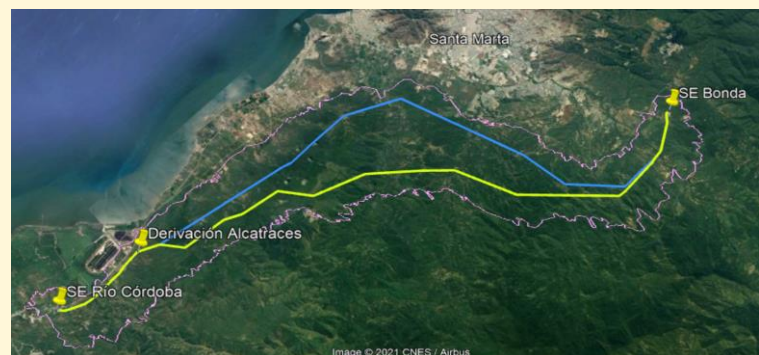 Santa Marta
SE Bonda
Derivación Alcatraces
SE Río Córdoba
Image © 2021 CNES / Airbus